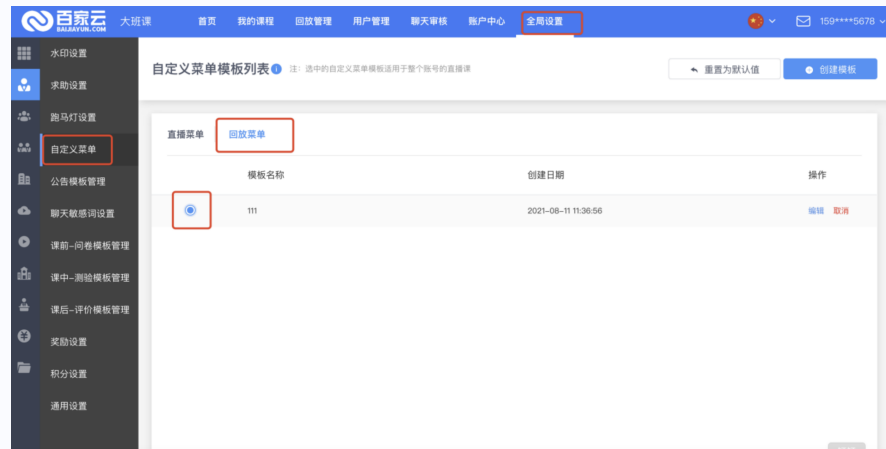 百家云 大班课 首页 我的课程 回放管理 用户管理 聊天审核 账户中心 全局设置 159****5678
BAIJIAYUN.COM
水印设置
求助设置
跑马灯设置
自定义菜单
公告模板管理
聊天敏感词设置
课前-问卷模板管理
课中-测验模板管理
课后-评价模板管理
奖励设置
积分设置
通用设置
自定义菜单模板列表 注：选中的自定义菜单模板适用于整个账号的直播课 重置为默认值 创建模板
直播菜单 回放菜单
模板名称 创建日期 操作
111 2021-08-11 11:36:56 编辑 取消